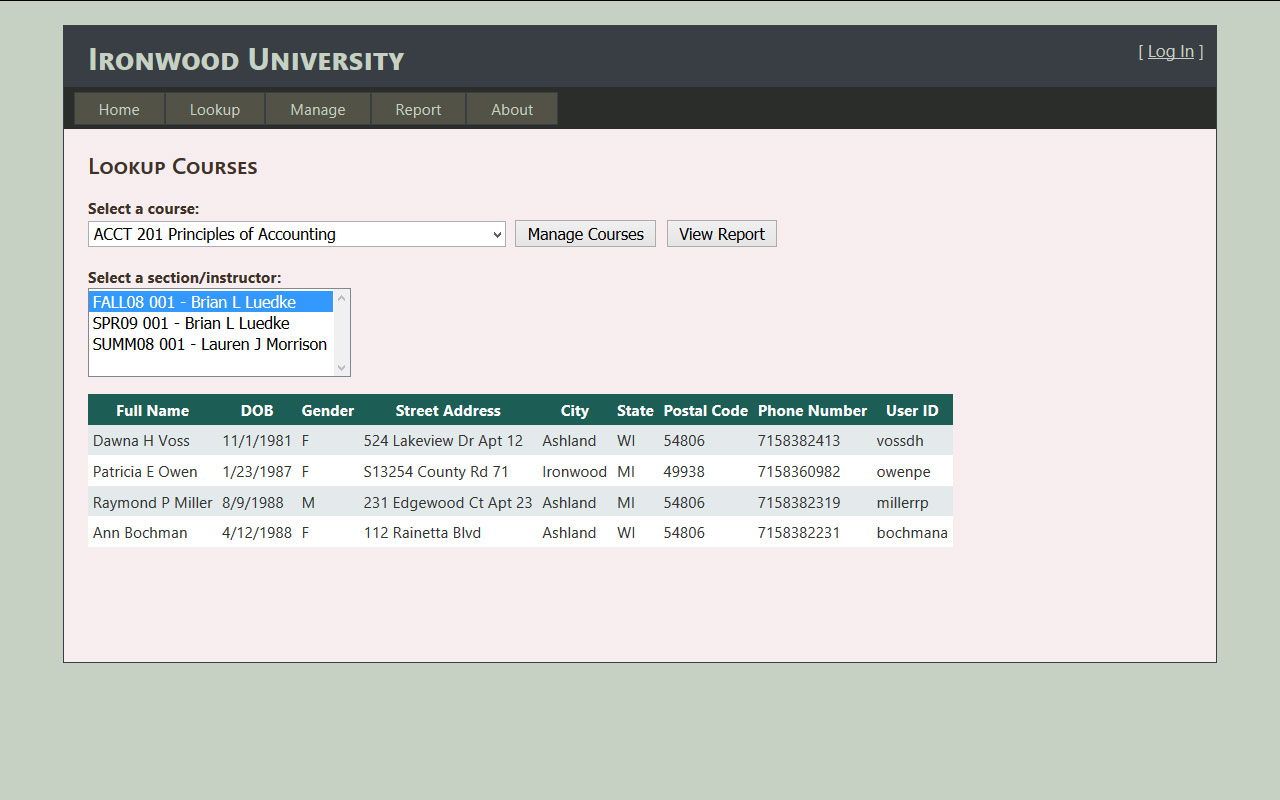 Ironwood University
[ Log In ]
Home Lookup Manage Report About
Lookup Courses
Select a course:
ACCT 201 Principles of Accounting Manage Courses View Report
Select a section/instructor:
FALL08 001 - Brian L Luedke
SPR09 001 - Brian L Luedke
SUMM08 001 - Lauren J Morrison
Full Name DOB Gender Street Address City State Postal Code Phone Number User ID
Dawna H Voss 11/1/1981 F 524 Lakeview Dr Apt 12 Ashland WI 54806 7158382413 vossdh
Patricia E Owen 1/23/1987 F S13254 County Rd 71 Ironwood MI 49938 7158360982 owenpe
Raymond P Miller 8/9/1988 M 231 Edgewood Ct Apt 23 Ashland MI 54806 7158382319 millerrp
Ann Bochman 4/12/1988 F 112 Rainetta Blvd Ashland WI 54806 7158382231 bochmana